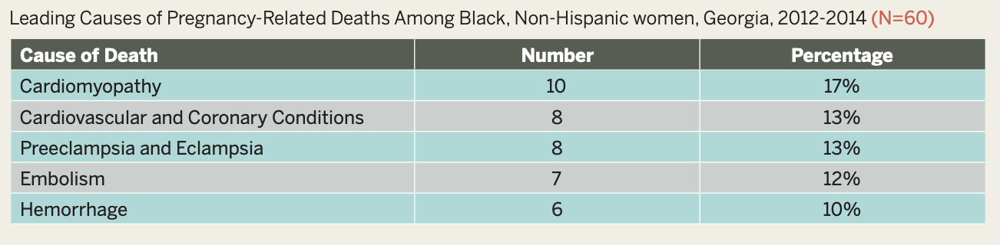 Leading Causes of Pregnancy-Related Deaths Among Black, Non-Hispanic women, Georgia, 2012-2014 (N=60)
Cause of Death Number Percentage
Cardiomyopathy 10 17%
Cardiovascular and Coronary Conditions 8 13%
Preeclampsia and Eclampsia 8 13%
Embolism 7 12%
Hemorrhage 6 10%